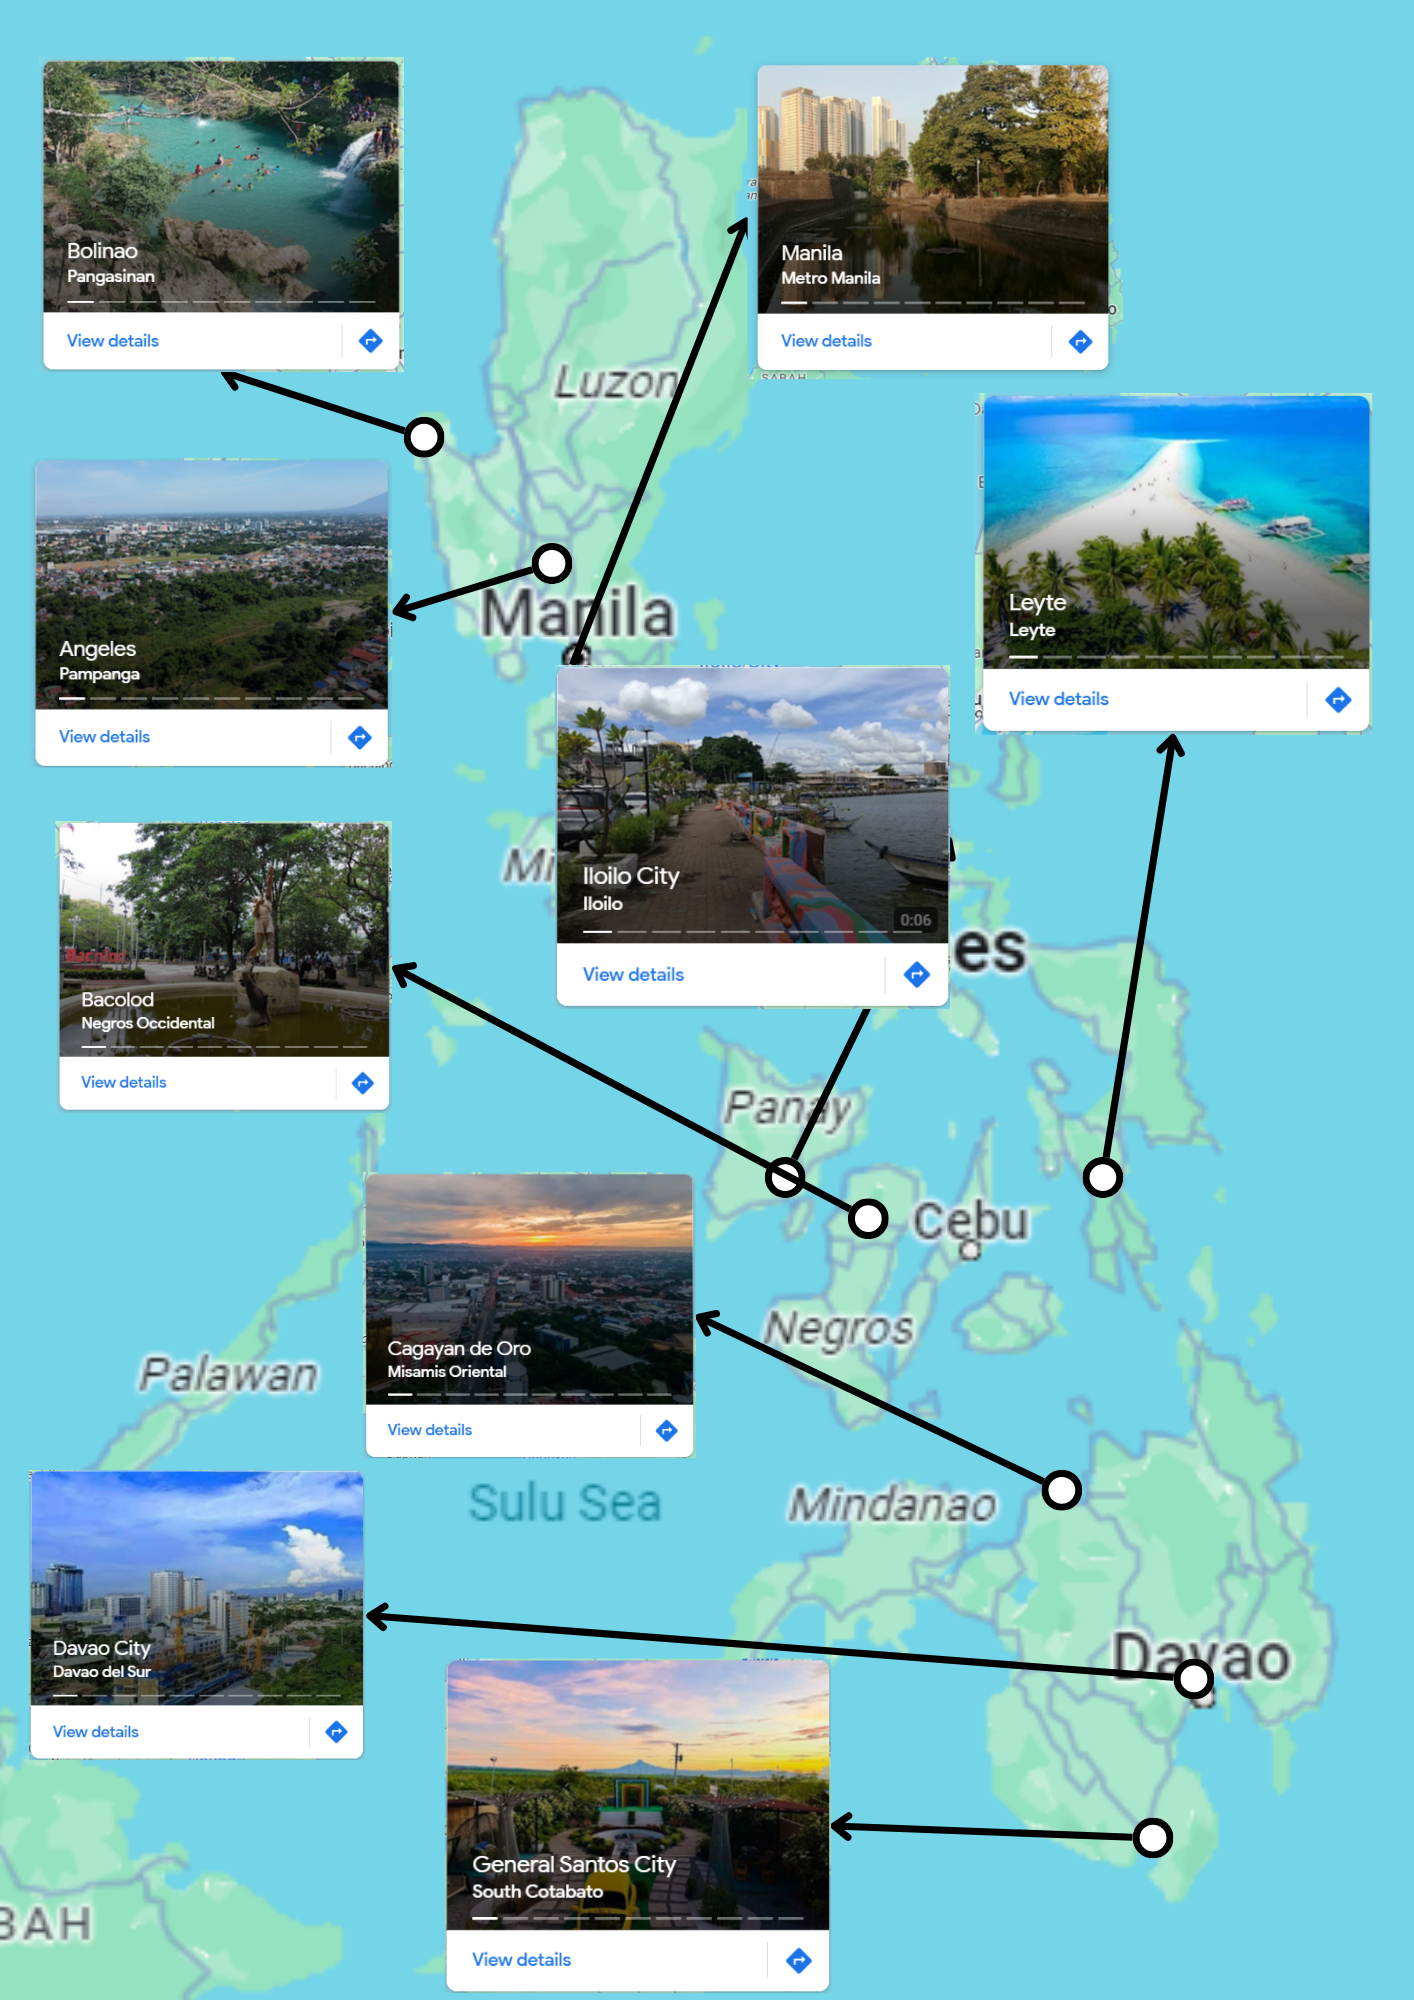 Bolinao
Pangasinan
View details
Manila
Metro Manila
View details
SABAH
Luzon
Leyte
Leyte
View details
Angeles
Pampanga
View details
Manila
Iloilo City
Iloilo
0:06
View details
Bacolod
Bacolod
Negros Occidental
View details
es
Panay
Cebu
Cagayan de Oro
Misamis Oriental
View details
Negros
Palawan
Sulu Sea
Mindanao
Davao City
Davao del Sur
View details
Davao
General Santos City
South Cotabato
View details
BAH